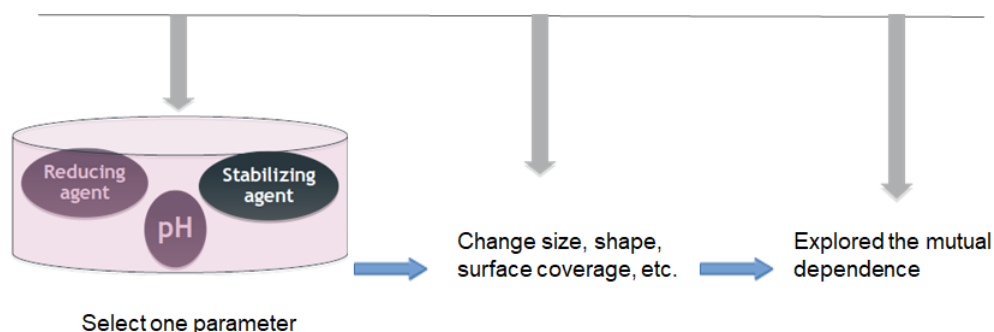 Reducing
agent
Stabilizing
agent
pH
Change size, shape,
surface coverage, etc.
Explored the mutual
dependence
Select one parameter